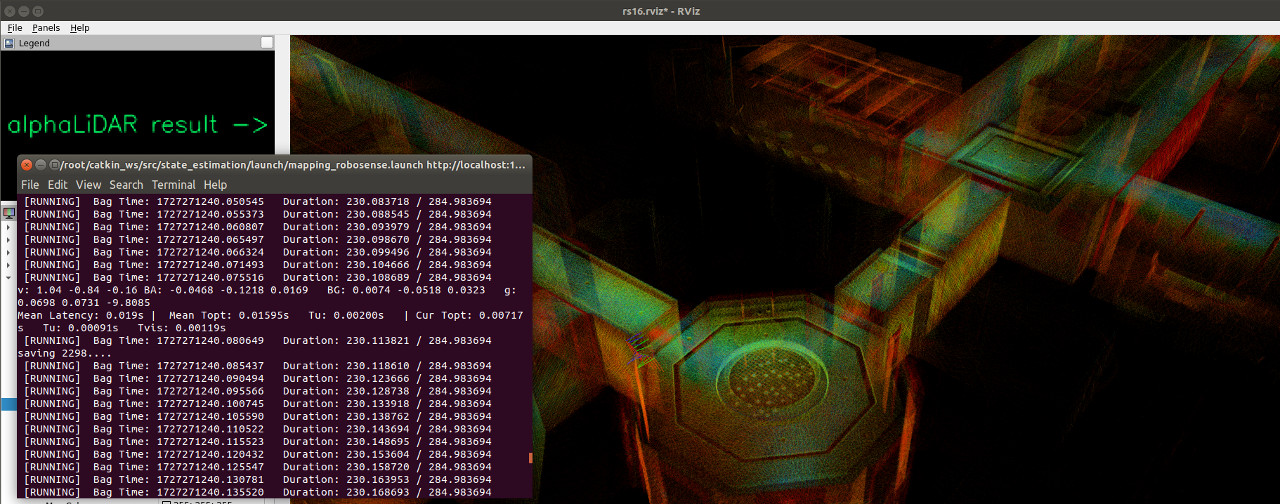 rs16.rviz* - RViz
File Panels Help
Legend
alphaLiDAR result ->
/root/catkin_ws/src/state_estimation/launch/mapping_robosense.launch http://localhost:1...
File Edit View Search Terminal Help
[RUNNING] Bag Time: 1727271240.050545 Duration: 230.083718 / 284.983694
[RUNNING] Bag Time: 1727271240.055373 Duration: 230.088545 / 284.983694
[RUNNING] Bag Time: 1727271240.060807 Duration: 230.093979 / 284.983694
[RUNNING] Bag Time: 1727271240.065497 Duration: 230.098670 / 284.983694
[RUNNING] Bag Time: 1727271240.066324 Duration: 230.099496 / 284.983694
[RUNNING] Bag Time: 1727271240.071493 Duration: 230.104666 / 284.983694
[RUNNING] Bag Time: 1727271240.075516 Duration: 230.108689 / 284.983694
v: 1.04 -0.84 -0.16 BA: -0.0468 -0.1218 0.0169 BG: 0.0074 -0.0518 0.0323 g:
0.0698 0.0731 -9.8085
Mean Latency: 0.019s | Mean Topt: 0.01595s Tu: 0.00200s | Cur Topt: 0.00717
s Tu: 0.00091s Tvis: 0.00119s
[RUNNING] Bag Time: 1727271240.080649 Duration: 230.113821 / 284.983694
saving 2298....
[RUNNING] Bag Time: 1727271240.085437 Duration: 230.118610 / 284.983694
[RUNNING] Bag Time: 1727271240.090494 Duration: 230.123666 / 284.983694
[RUNNING] Bag Time: 1727271240.095566 Duration: 230.128738 / 284.983694
[RUNNING] Bag Time: 1727271240.100745 Duration: 230.133918 / 284.983694
[RUNNING] Bag Time: 1727271240.105590 Duration: 230.138762 / 284.983694
[RUNNING] Bag Time: 1727271240.110522 Duration: 230.143694 / 284.983694
[RUNNING] Bag Time: 1727271240.115523 Duration: 230.148695 / 284.983694
[RUNNING] Bag Time: 1727271240.120432 Duration: 230.153604 / 284.983694
[RUNNING] Bag Time: 1727271240.125547 Duration: 230.158720 / 284.983694
[RUNNING] Bag Time: 1727271240.130781 Duration: 230.163953 / 284.983694
[RUNNING] Bag Time: 1727271240.135520 Duration: 230.168693 / 284.983694